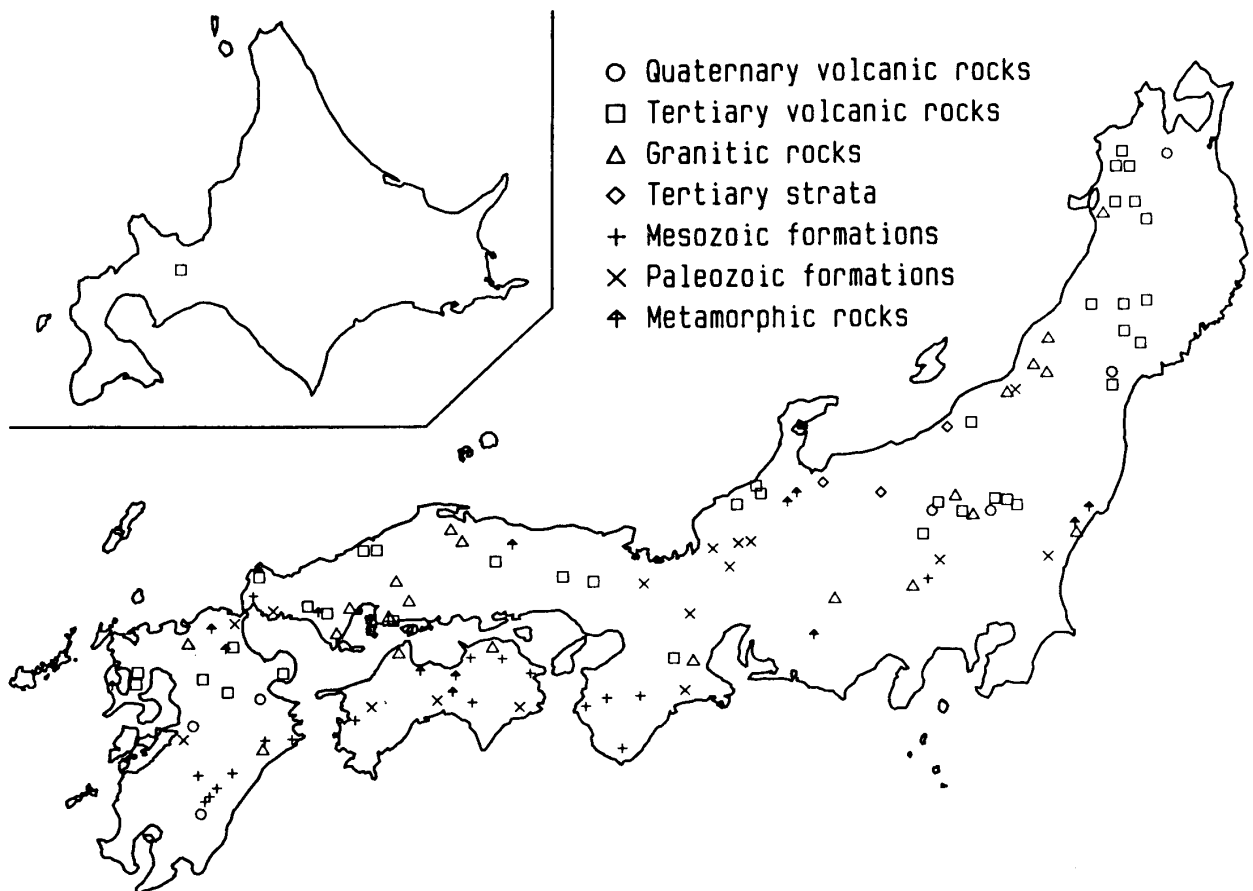 Quaternary volcanic rocks
Tertiary volcanic rocks
Granitic rocks
Tertiary strata
Mesozoic formations
Paleozoic formations
Metamorphic rocks